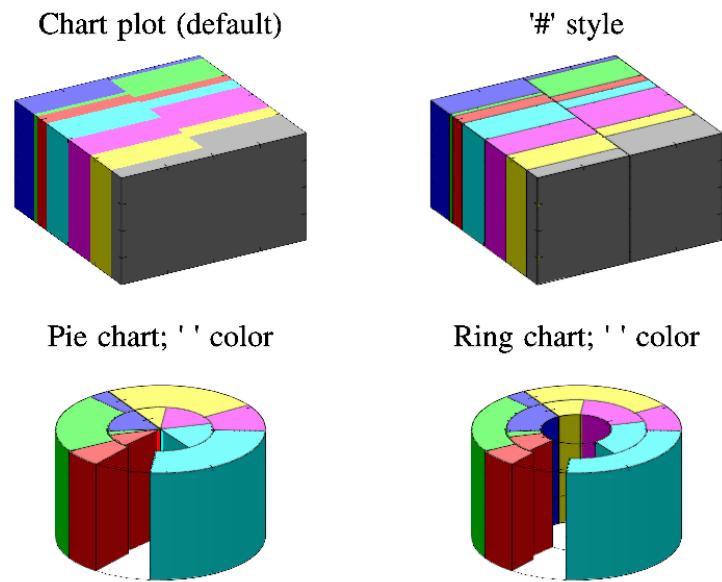 Chart plot (default)
'#' style
Pie chart; ' ' color
Ring chart; ' ' color